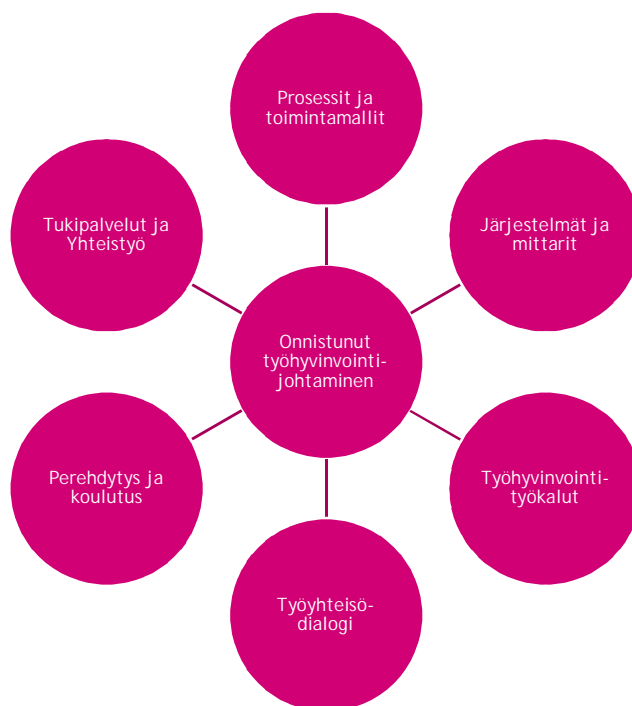 Prosessit ja
toimintamallit
Tukipalvelut ja
Yhteistyö
Järjestelmät ja
mittarit
Onnistunut
työhyvinvointi-
johtaminen
Perehdytys ja
koulutus
Työhyvinvointi-
työkalut
Työyhteisö-
dialogi